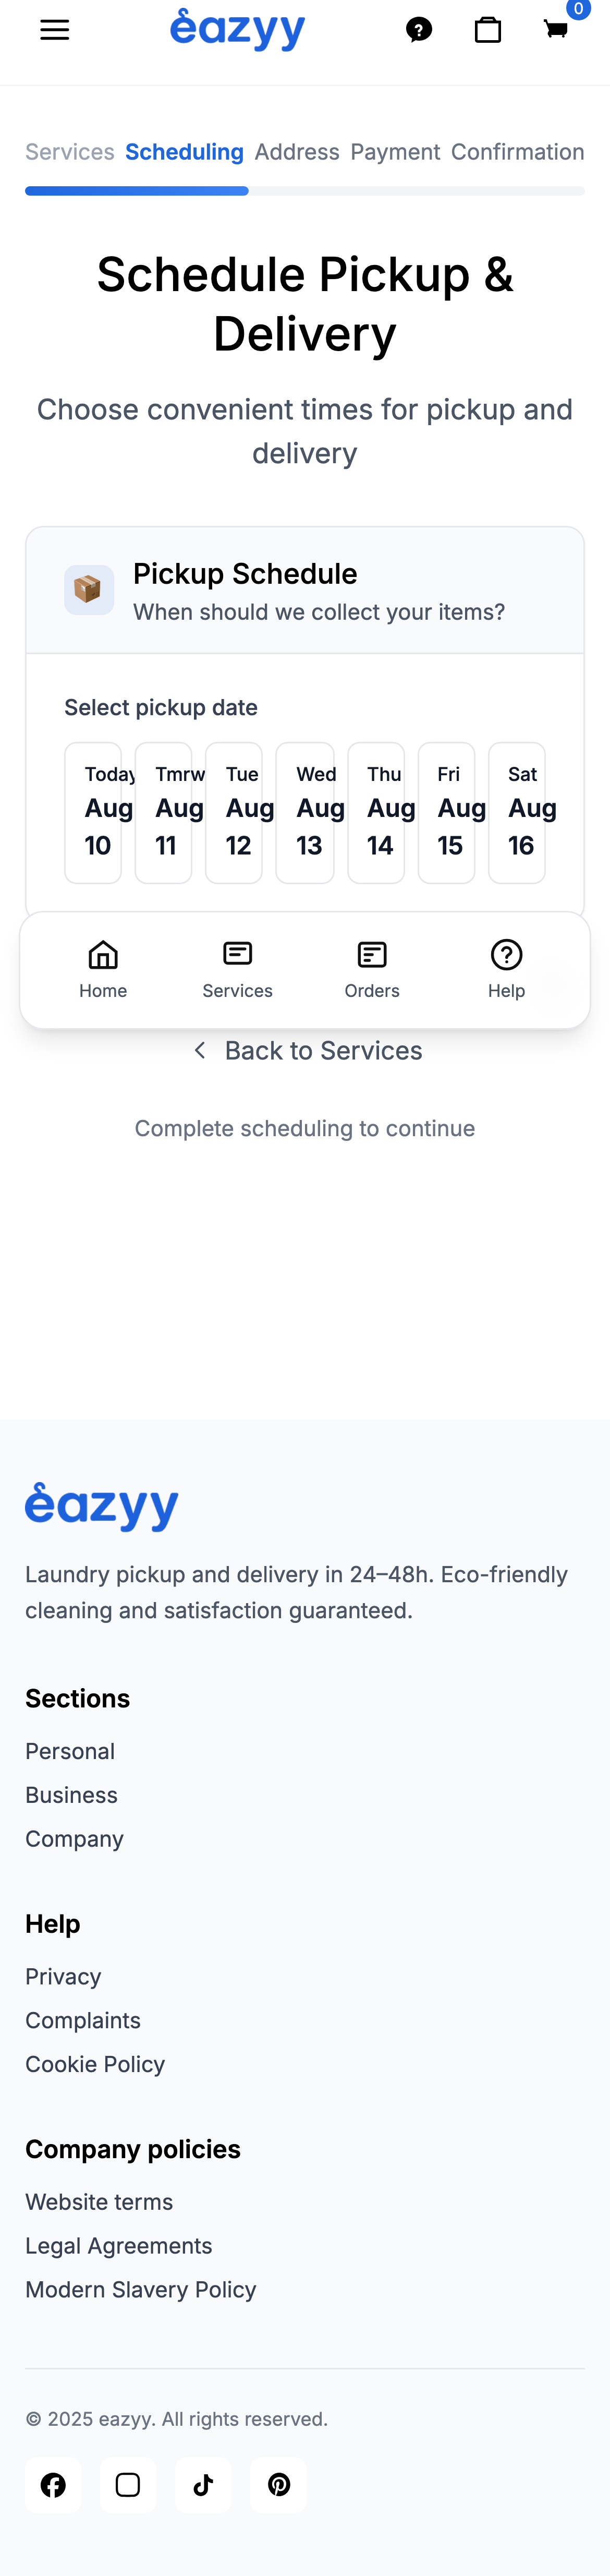 0
eazyy
Services Scheduling Address Payment Confirmation
Schedule Pickup &
Delivery
Choose convenient times for pickup and
delivery
Pickup Schedule
When should we collect your items?
Select pickup date
Today Tmrw Tue Wed Thu Fri Sat
Aug Aug Aug Aug Aug Aug Aug
10 11 12 13 14 15 16
Home Services Orders Help
Back to Services
Complete scheduling to continue
eazyy
Laundry pickup and delivery in 24–48h. Eco-friendly
cleaning and satisfaction guaranteed.
Sections
Personal
Business
Company
Help
Privacy
Complaints
Cookie Policy
Company policies
Website terms
Legal Agreements
Modern Slavery Policy
© 2025 eazyy. All rights reserved.